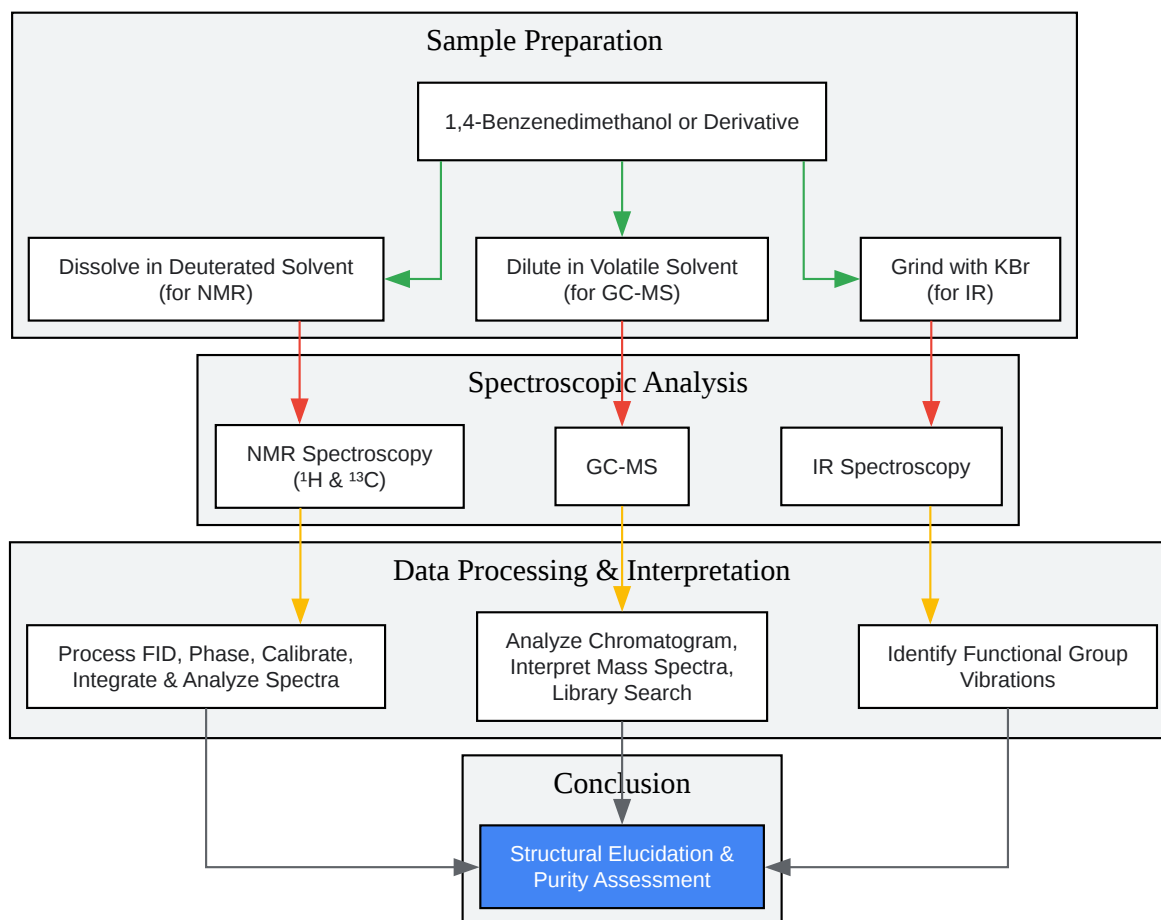 Sample Preparation
1,4-Benzenedimethanol or Derivative
Dissolve in Deuterated Solvent
(for NMR)
Dilute in Volatile Solvent
(for GC-MS)
Grind with KBr
(for IR)
Spectroscopic Analysis
NMR Spectroscopy
(¹H & ¹³C)
GC-MS
IR Spectroscopy
Data Processing & Interpretation
Process FID, Phase, Calibrate,
Integrate & Analyze Spectra
Analyze Chromatogram,
Interpret Mass Spectra,
Library Search
Identify Functional Group
Vibrations
Conclusion
Structural Elucidation &
Purity Assessment